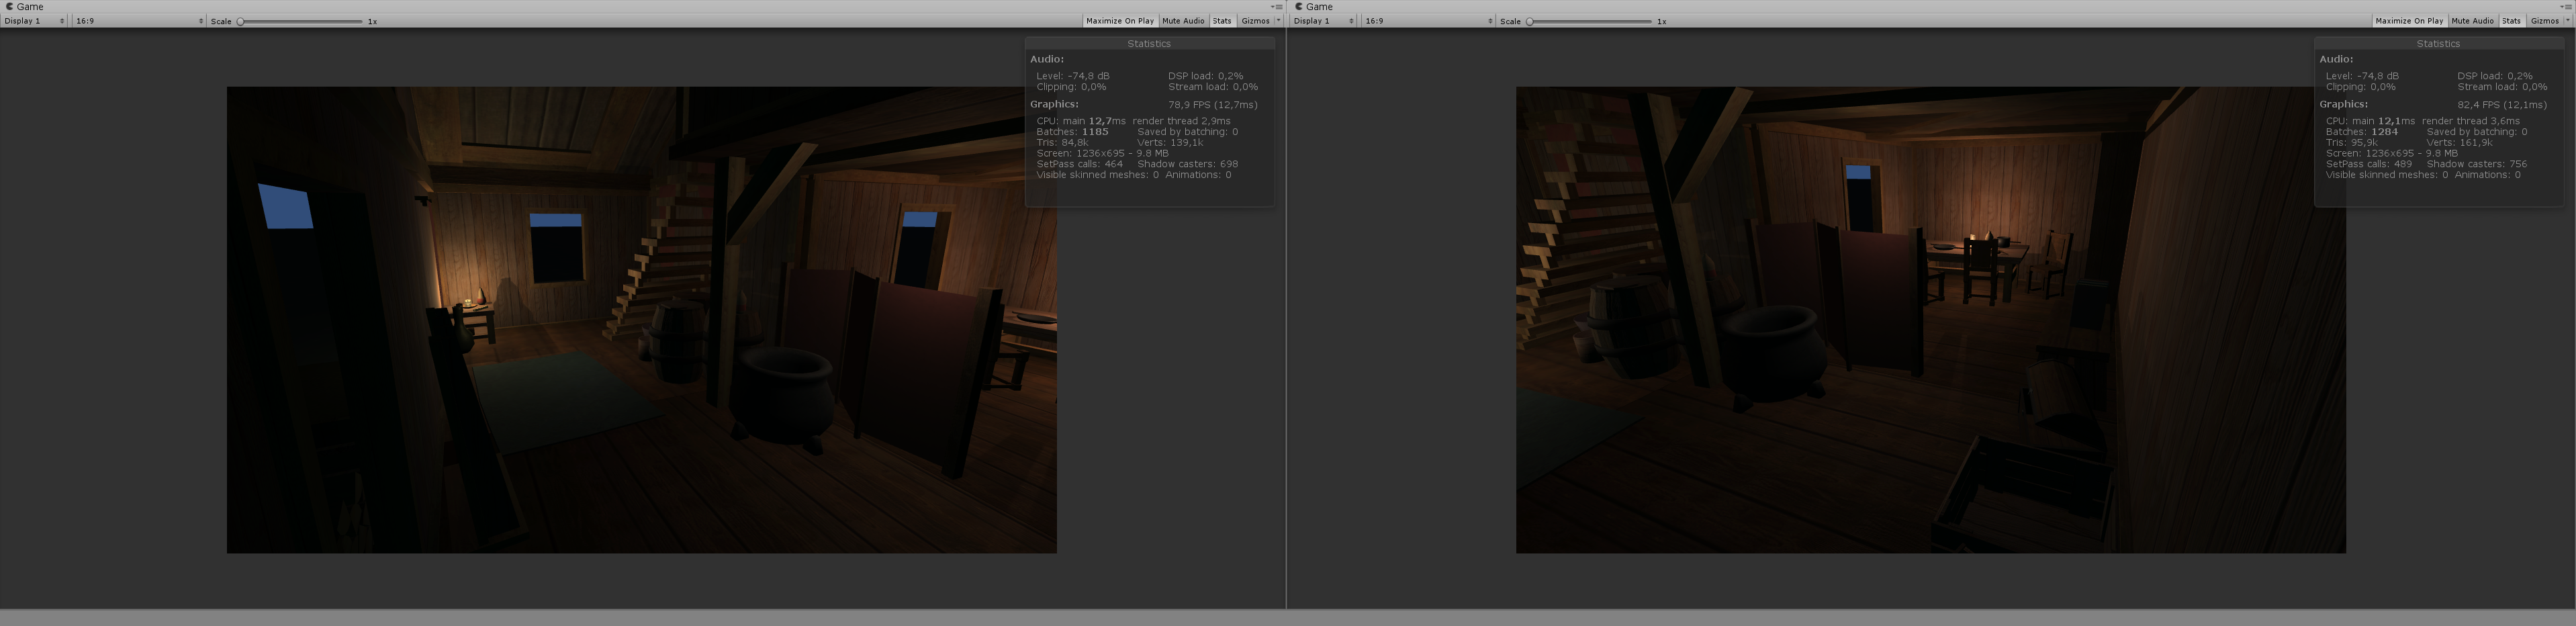 Game
Display 1 16:9 Scale 1x Maximize On Play Mute Audio Stats Gizmos
Statistics
Audio:
Level: -74,8 dB DSP load: 0,2%
Clipping: 0,0% Stream load: 0,0%
Graphics: 78,9 FPS (12,7ms)
CPU: main 12,7ms render thread 2,9ms
Batches: 1185 Saved by batching: 0
Tris: 84,8k Verts: 139,1k
Screen: 1236x695 - 9.8 MB
SetPass calls: 464 Shadow casters: 698
Visible skinned meshes: 0 Animations: 0
Game
Display 1 16:9 Scale 1x Maximize On Play Mute Audio Stats Gizmos
Statistics
Audio:
Level: -74,8 dB DSP load: 0,2%
Clipping: 0,0% Stream load: 0,0%
Graphics: 82,4 FPS (12,1ms)
CPU: main 12,1ms render thread 3,6ms
Batches: 1284 Saved by batching: 0
Tris: 95,9k Verts: 161,9k
Screen: 1236x695 - 9.8 MB
SetPass calls: 489 Shadow casters: 756
Visible skinned meshes: 0 Animations: 0